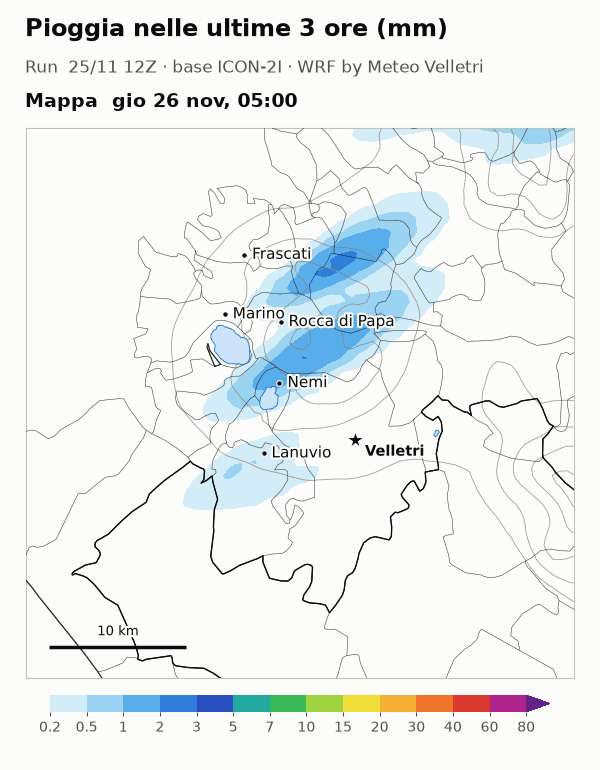 Pioggia nelle ultime 3 ore (mm)
Run  25/11 12Z · base ICON-2I · WRF by Meteo Velletri
Mappa  gio 26 nov, 05:00
Frascati
Marino
Rocca di Papa
Nemi
Velletri
Lanuvio
10 km
0.2 0.5 1 2 3 5 7 10 15 20 30 40 60 80